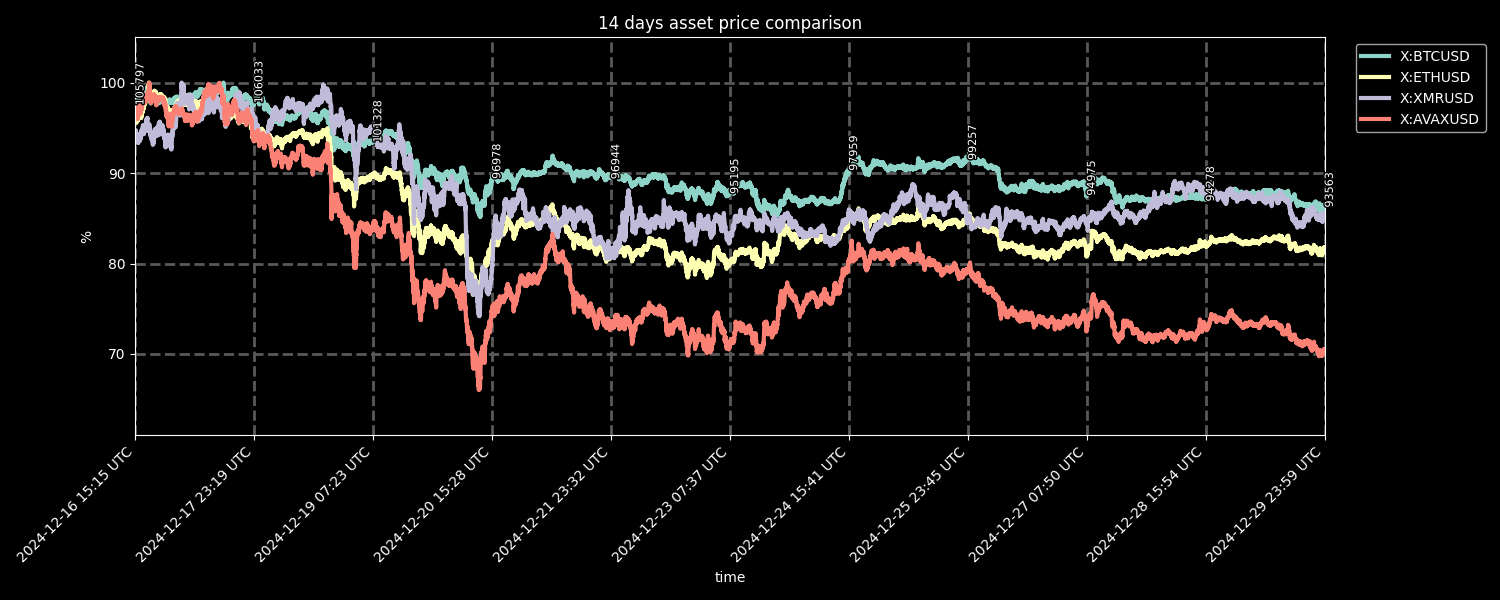 14 days asset price comparison
X:BTCUSD
X:ETHUSD
X:XMRUSD
X:AVAXUSD
105797
106033
101328
96978
96944
95195
97959
99257
94975
94278
93563
100
90
80
70
%
2024-12-16 15:15 UTC
2024-12-17 23:19 UTC
2024-12-19 07:23 UTC
2024-12-20 15:28 UTC
2024-12-21 23:32 UTC
2024-12-23 07:37 UTC
2024-12-24 15:41 UTC
2024-12-25 23:45 UTC
2024-12-27 07:50 UTC
2024-12-28 15:54 UTC
2024-12-29 23:59 UTC
time